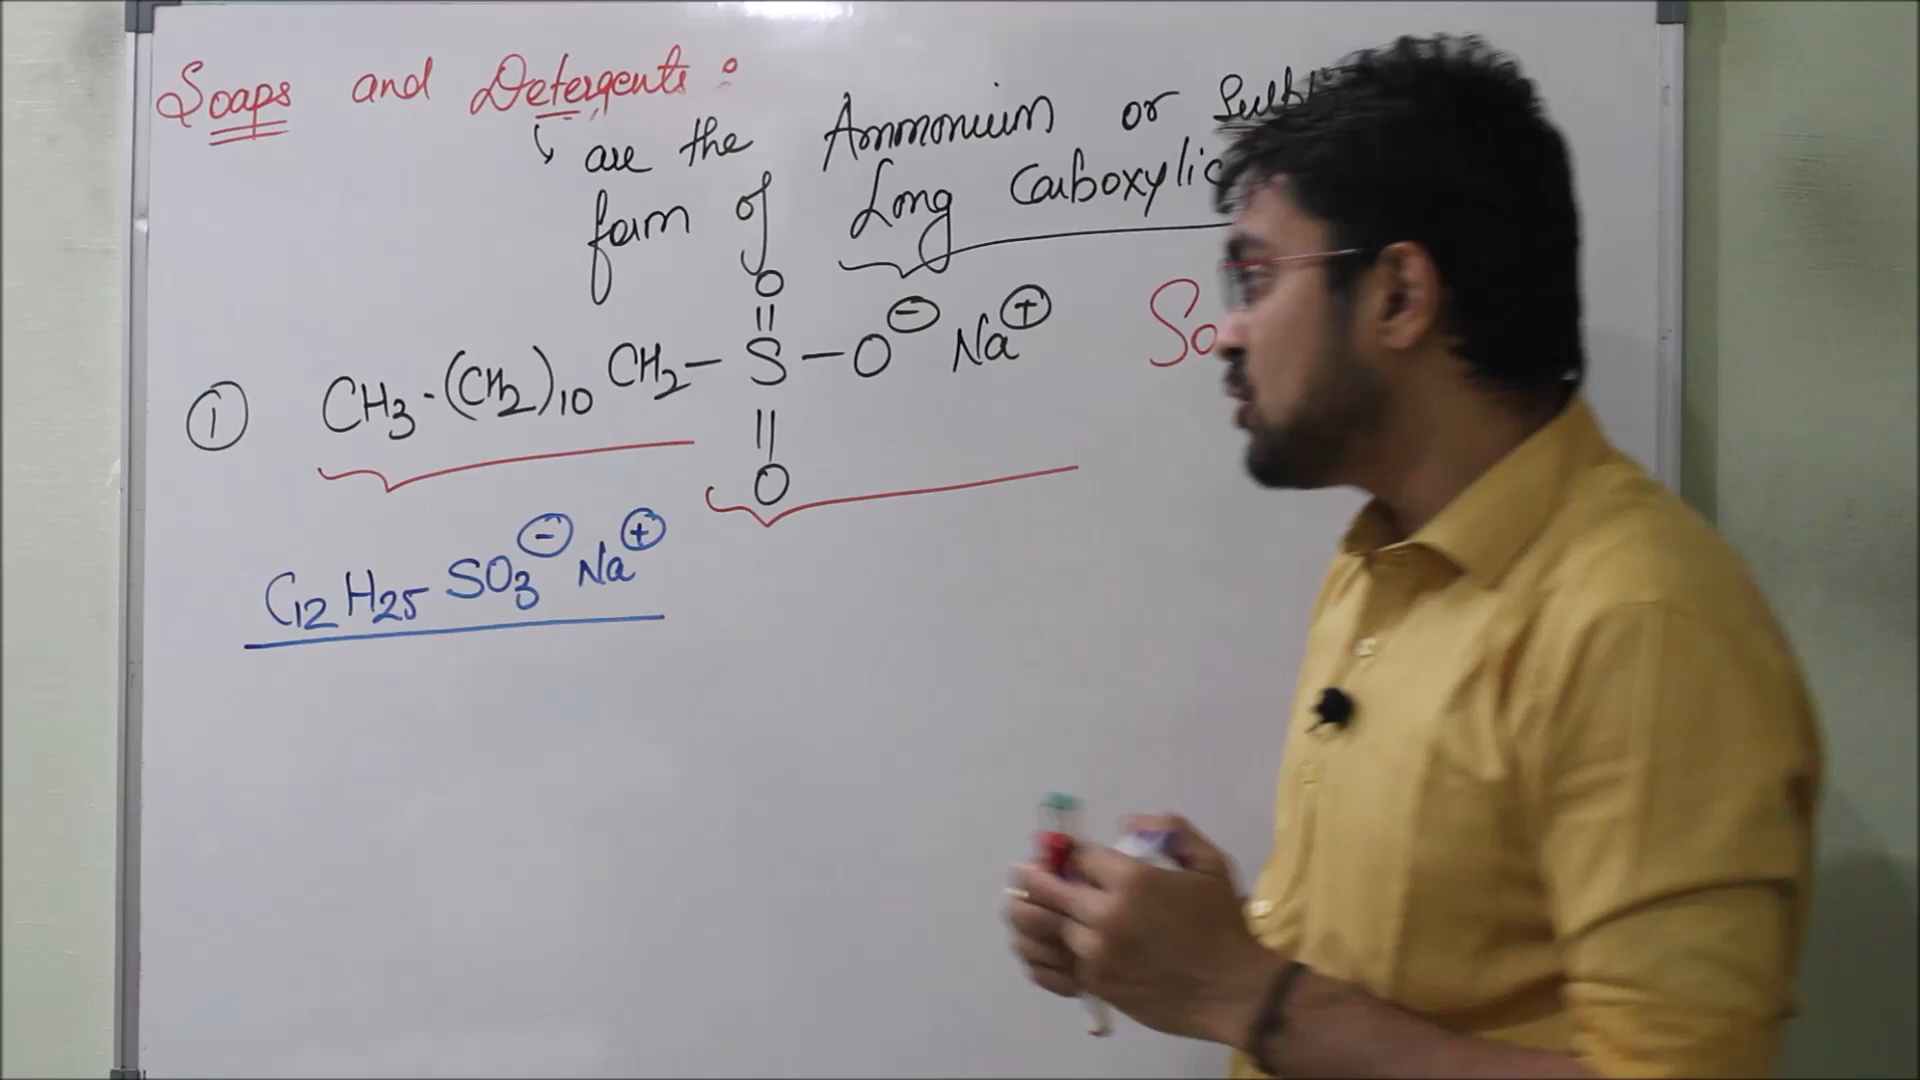 Soaps and Detergents :
↳ are the Ammonium or
form of Long Carboxylic
O
||
① CH3·(CH2)10 CH2 – S – O⊖ Na⊕
||
O
C12 H25 SO3⊖ Na⊕